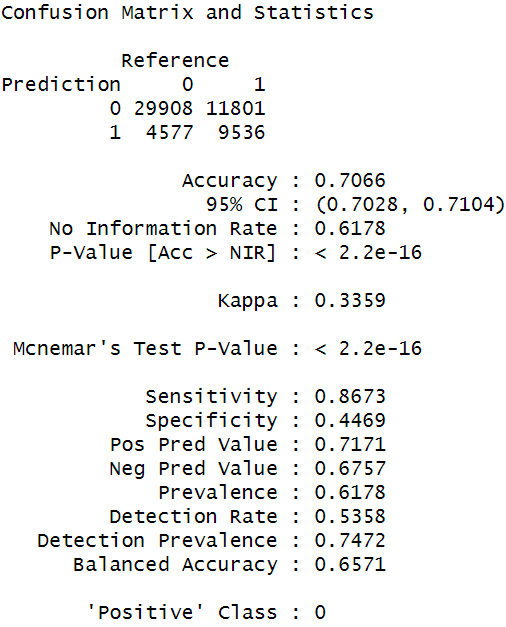 Confusion Matrix and Statistics
Reference
Prediction 0 1
0 29908 11801
1 4577 9536
Accuracy : 0.7066
95% CI : (0.7028, 0.7104)
No Information Rate : 0.6178
P-Value [Acc > NIR] : < 2.2e-16
Kappa : 0.3359
Mcnemar's Test P-Value : < 2.2e-16
Sensitivity : 0.8673
Specificity : 0.4469
Pos Pred Value : 0.7171
Neg Pred Value : 0.6757
Prevalence : 0.6178
Detection Rate : 0.5358
Detection Prevalence : 0.7472
Balanced Accuracy : 0.6571
'Positive' Class : 0